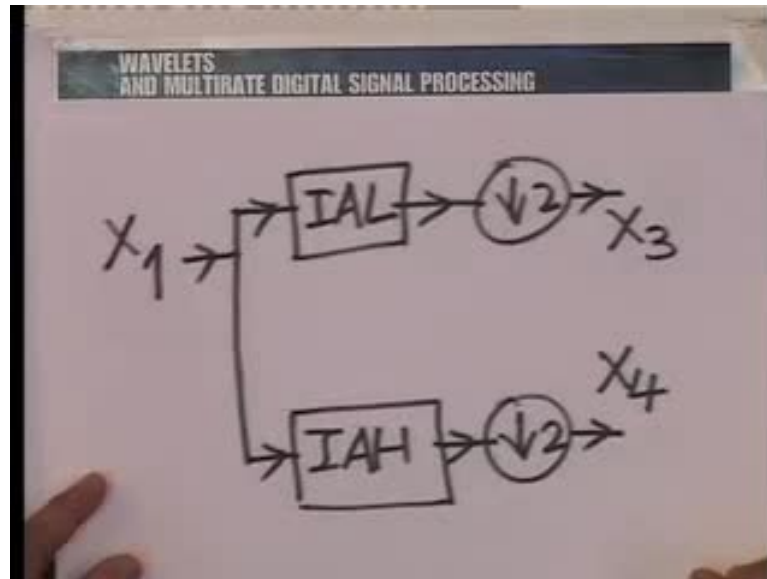 WAVELETS
AND MULTIRATE DIGITAL SIGNAL PROCESSING
X1
IAL
↓2
X3
IAH
↓2
X4